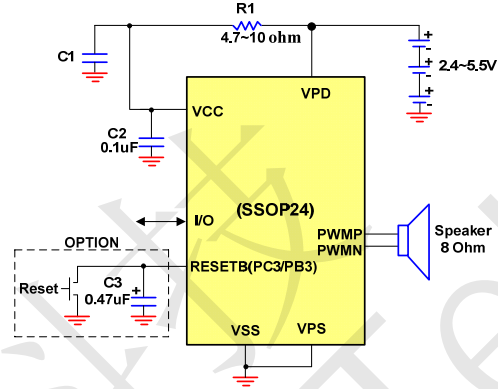 R1
4.7~10 ohm
C1
+
-
+
-
+
-
2.4~5.5V
VPD
VCC
C2
0.1uF
I/O
(SSOP24)
OPTION
PWMP
PWMN
Speaker
8 Ohm
RESETB(PC3/PB3)
Reset
C3
+
0.47uF
VSS
VPS